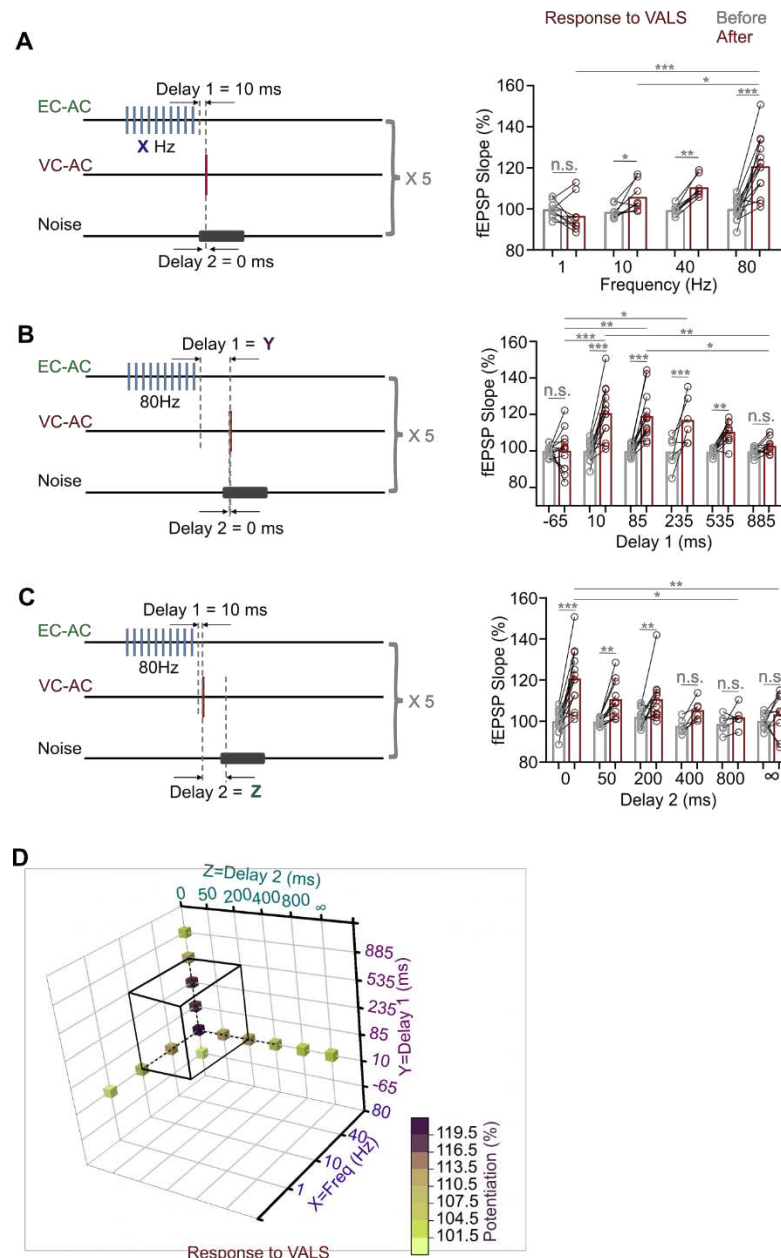 Response to VALS Before
After
A
Delay 1 = 10 ms
EC-AC
X Hz
VC-AC
X 5
Noise
Delay 2 = 0 ms
fEPSP Slope (%)
160
140
120
100
80
n.s.
*
**
***
*
***
1 10 40 80
Frequency (Hz)
B
Delay 1 = Y
EC-AC
80Hz
VC-AC
X 5
Noise
Delay 2 = 0 ms
fEPSP Slope (%)
160
140
120
100
80
*
**
***
**
*
n.s.
***
***
***
**
n.s.
-65 10 85 235 535 885
Delay 1 (ms)
C
Delay 1 = 10 ms
EC-AC
80Hz
VC-AC
X 5
Noise
Delay 2 = Z
fEPSP Slope (%)
160
140
120
100
80
**
*
***
**
**
n.s.
n.s.
n.s.
0 50 200 400 800 ∞
Delay 2 (ms)
D
Z=Delay 2 (ms)
0 50 200 400 800 ∞
885
535
235
85
10
-65
Y=Delay 1 (ms)
80
40
10
1
X=Freq (Hz)
119.5
116.5
113.5
110.5
107.5
104.5
101.5
Potentiation (%)
Response to VALS